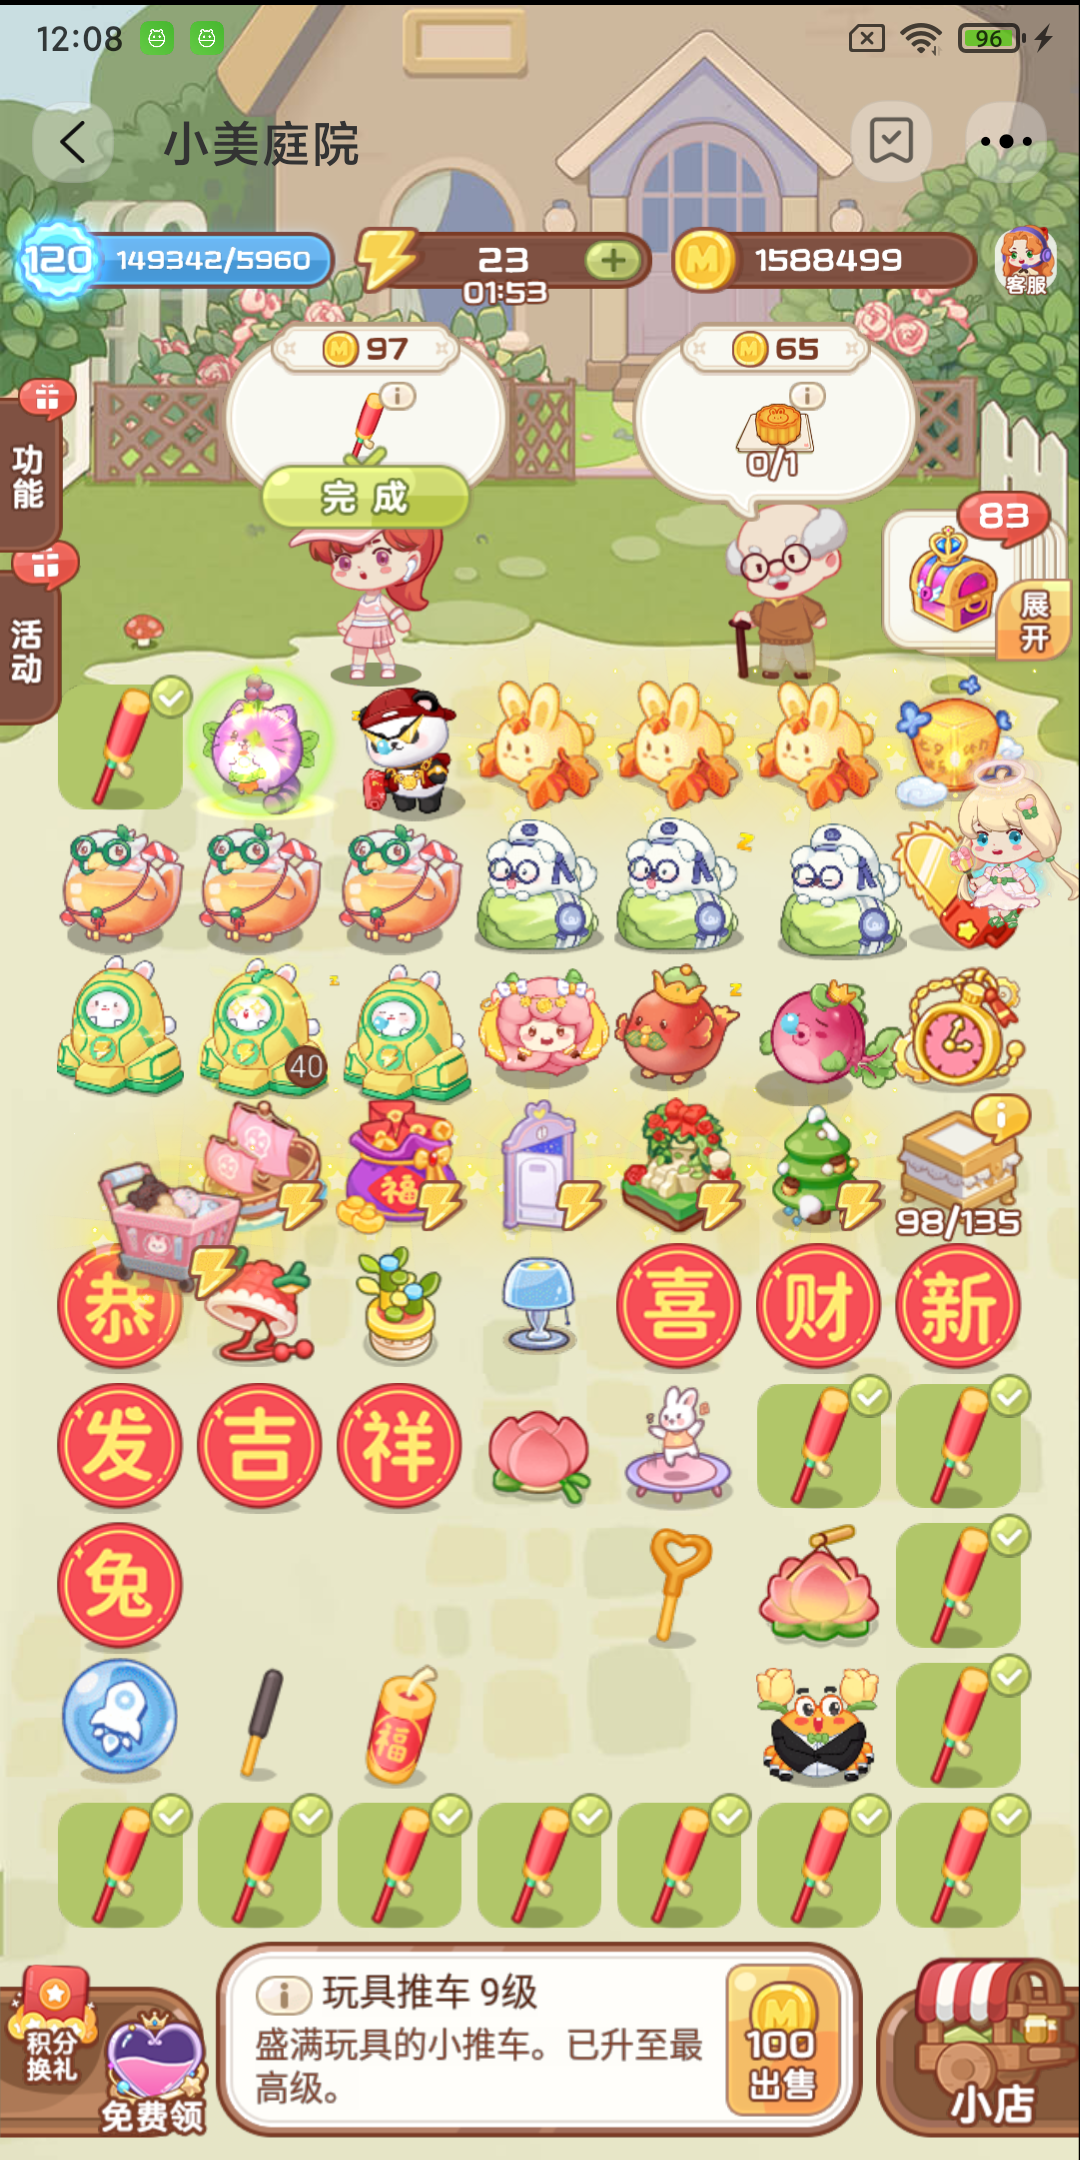 12:08
96
小美庭院
120
149342/5960
23
01:53
1588499
客服
97
65
0/1
完成
功能
活动
83
展开
40
福
98/135
恭
喜
财
新
发
吉
祥
兔
福
积分
换礼
免费领
玩具推车 9级
盛满玩具的小推车。已升至最
高级。
100
出售
小店